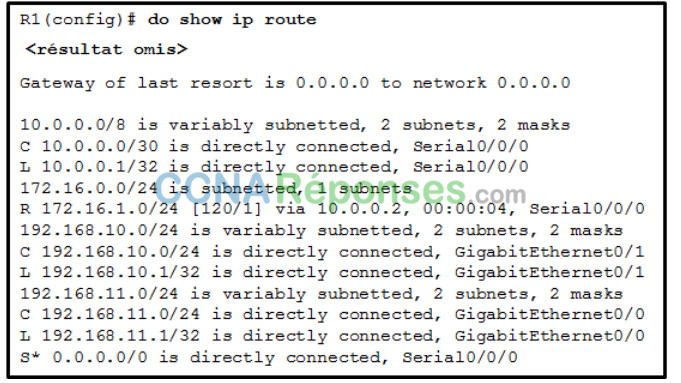 R1(config)# do show ip route
<résultat omis>
Gateway of last resort is 0.0.0.0 to network 0.0.0.0
10.0.0.0/8 is variably subnetted, 2 subnets, 2 masks
C 10.0.0.0/30 is directly connected, Serial0/0/0
L 10.0.0.1/32 is directly connected, Serial0/0/0
172.16.0.0/24 is subnetted, 1 subnets
CCNARéponses.com
R 172.16.1.0/24 [120/1] via 10.0.0.2, 00:00:04, Serial0/0/0
192.168.10.0/24 is variably subnetted, 2 subnets, 2 masks
C 192.168.10.0/24 is directly connected, GigabitEthernet0/1
L 192.168.10.1/32 is directly connected, GigabitEthernet0/1
192.168.11.0/24 is variably subnetted, 2 subnets, 2 masks
C 192.168.11.0/24 is directly connected, GigabitEthernet0/0
L 192.168.11.1/32 is directly connected, GigabitEthernet0/0
S* 0.0.0.0/0 is directly connected, Serial0/0/0